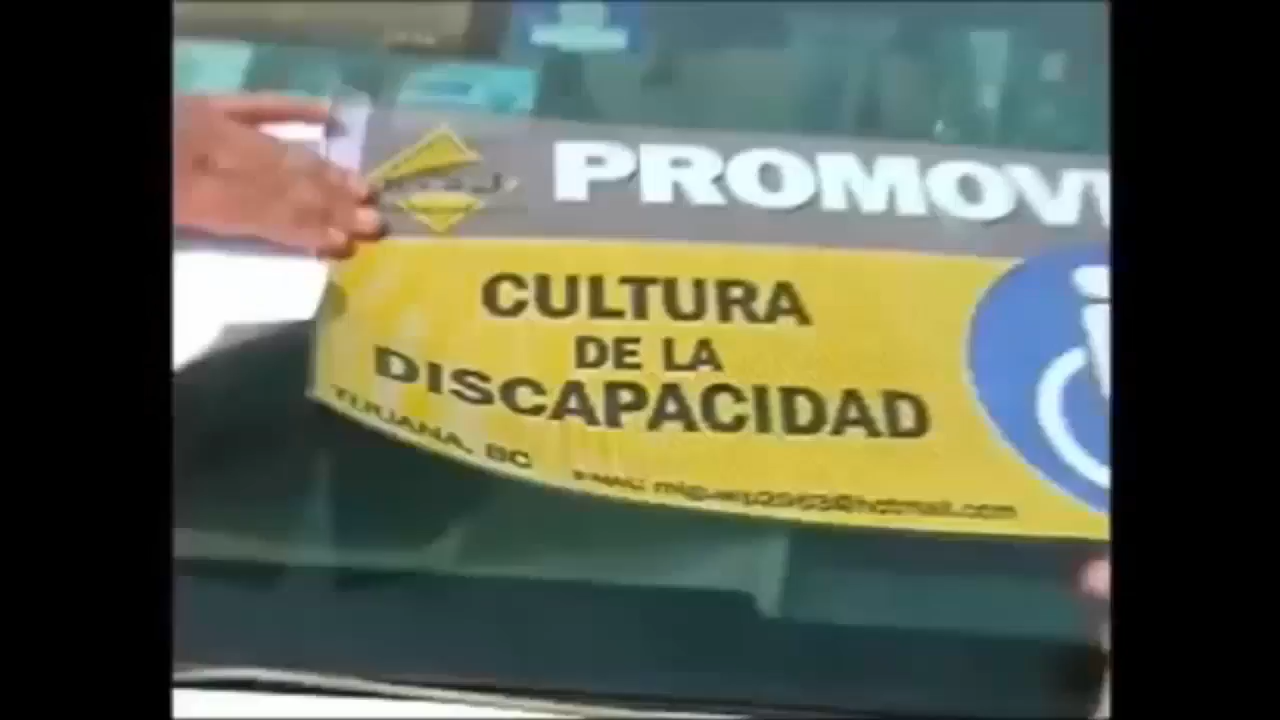 PROMOV
CULTURA
DE LA
DISCAPACIDAD
TIJUANA, BC